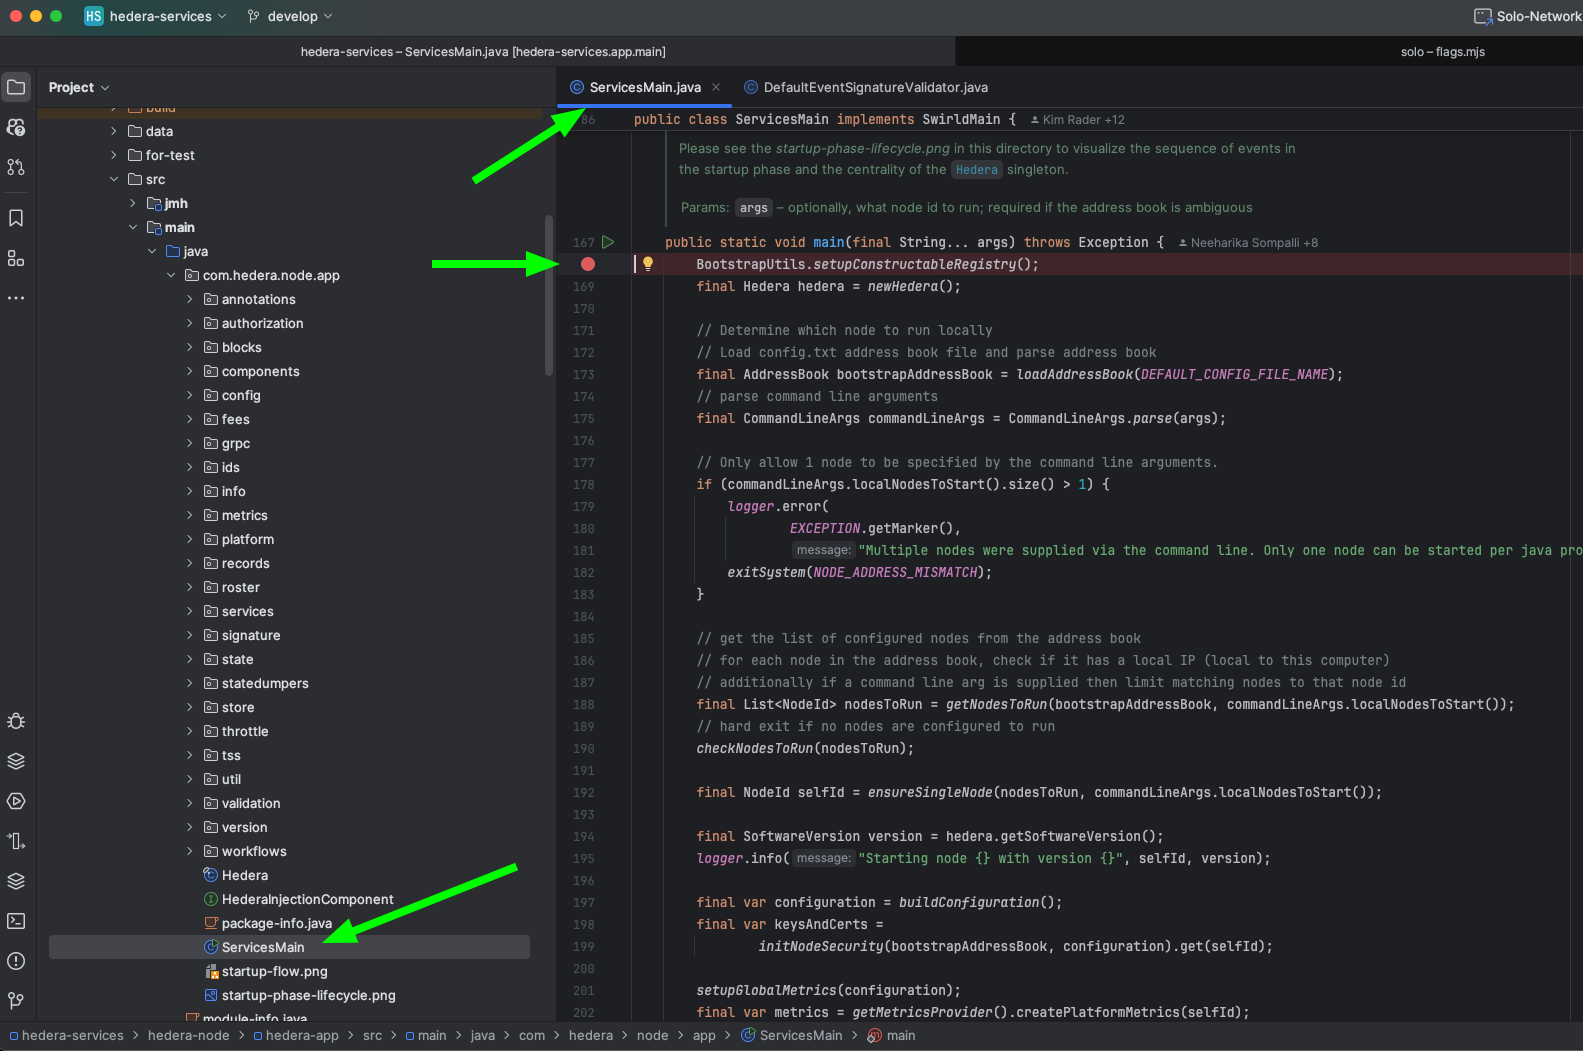 HS hedera-services develop Solo-Network
hedera-services – ServicesMain.java [hedera-services.app.main] solo – flags.mjs
Project
build
data
for-test
src
jmh
main
java
com.hedera.node.app
annotations
authorization
blocks
components
config
fees
grpc
ids
info
metrics
platform
records
roster
services
signature
state
statedumpers
store
throttle
tss
util
validation
version
workflows
Hedera
HederaInjectionComponent
package-info.java
ServicesMain
startup-flow.png
startup-phase-lifecycle.png
module-info.java
ServicesMain.java DefaultEventSignatureValidator.java
86 public class ServicesMain implements SwirldMain { Kim Rader +12
Please see the startup-phase-lifecycle.png in this directory to visualize the sequence of events in
the startup phase and the centrality of the Hedera singleton.
Params: args – optionally, what node id to run; required if the address book is ambiguous
167 public static void main(final String... args) throws Exception { Neeharika Sompalli +8
BootstrapUtils.setupConstructableRegistry();
169 final Hedera hedera = newHedera();
170
171 // Determine which node to run locally
172 // Load config.txt address book file and parse address book
173 final AddressBook bootstrapAddressBook = loadAddressBook(DEFAULT_CONFIG_FILE_NAME);
174 // parse command line arguments
175 final CommandLineArgs commandLineArgs = CommandLineArgs.parse(args);
176
177 // Only allow 1 node to be specified by the command line arguments.
178 if (commandLineArgs.localNodesToStart().size() > 1) {
179 logger.error(
180 EXCEPTION.getMarker(),
181 message: "Multiple nodes were supplied via the command line. Only one node can be started per java pro
182 exitSystem(NODE_ADDRESS_MISMATCH);
183 }
184
185 // get the list of configured nodes from the address book
186 // for each node in the address book, check if it has a local IP (local to this computer)
187 // additionally if a command line arg is supplied then limit matching nodes to that node id
188 final List<NodeId> nodesToRun = getNodesToRun(bootstrapAddressBook, commandLineArgs.localNodesToStart());
189 // hard exit if no nodes are configured to run
190 checkNodesToRun(nodesToRun);
191
192 final NodeId selfId = ensureSingleNode(nodesToRun, commandLineArgs.localNodesToStart());
193
194 final SoftwareVersion version = hedera.getSoftwareVersion();
195 logger.info( message: "Starting node {} with version {}", selfId, version);
196
197 final var configuration = buildConfiguration();
198 final var keysAndCerts =
199 initNodeSecurity(bootstrapAddressBook, configuration).get(selfId);
200
201 setupGlobalMetrics(configuration);
202 final var metrics = getMetricsProvider().createPlatformMetrics(selfId);
hedera-services > hedera-node > hedera-app > src > main > java > com > hedera > node > app > ServicesMain > main